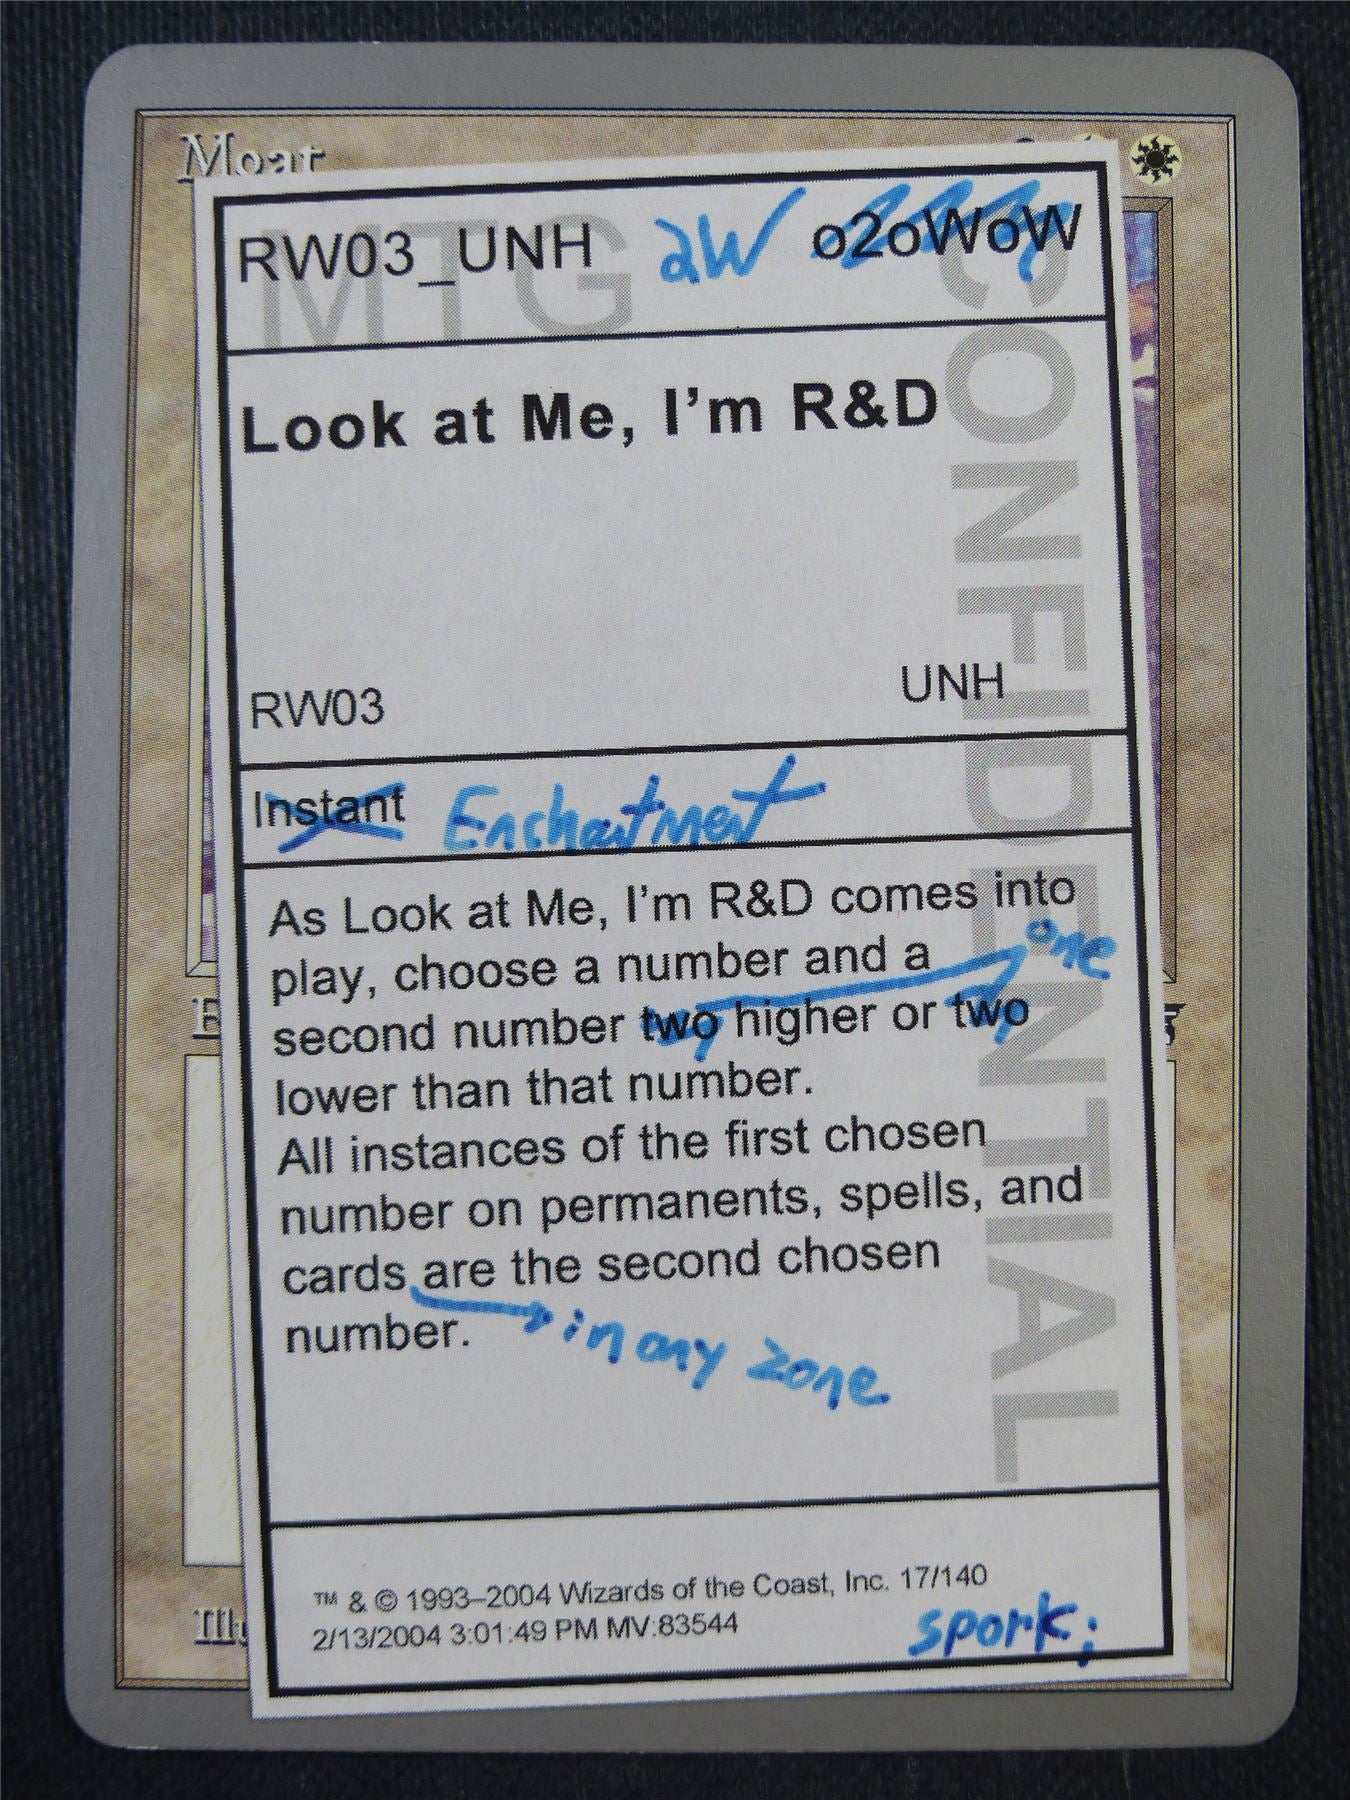 Moat
MTG
RW03_UNH 2W o2oWoW
CONFIDENTIAL
Look at Me, I'm R&D
RW03 UNH
Instant Enchantment
As Look at Me, I'm R&D comes into
play, choose a number and a one
second number two higher or two
lower than that number.
All instances of the first chosen
number on permanents, spells, and
cards are the second chosen
number. in any zone
™ & © 1993–2004 Wizards of the Coast, Inc. 17/140
2/13/2004 3:01:49 PM MV:83544
spork;